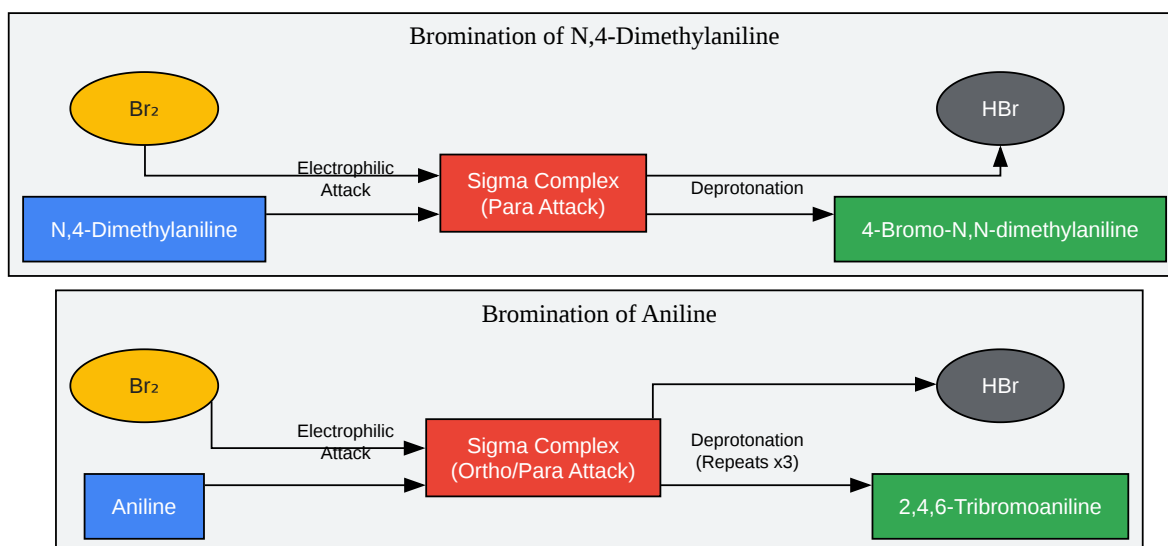 Bromination of N,4-Dimethylaniline
Br₂
HBr
Electrophilic
Attack
Sigma Complex
(Para Attack)
Deprotonation
N,4-Dimethylaniline
4-Bromo-N,N-dimethylaniline
Bromination of Aniline
Br₂
HBr
Electrophilic
Attack
Sigma Complex
(Ortho/Para Attack)
Deprotonation
(Repeats x3)
Aniline
2,4,6-Tribromoaniline